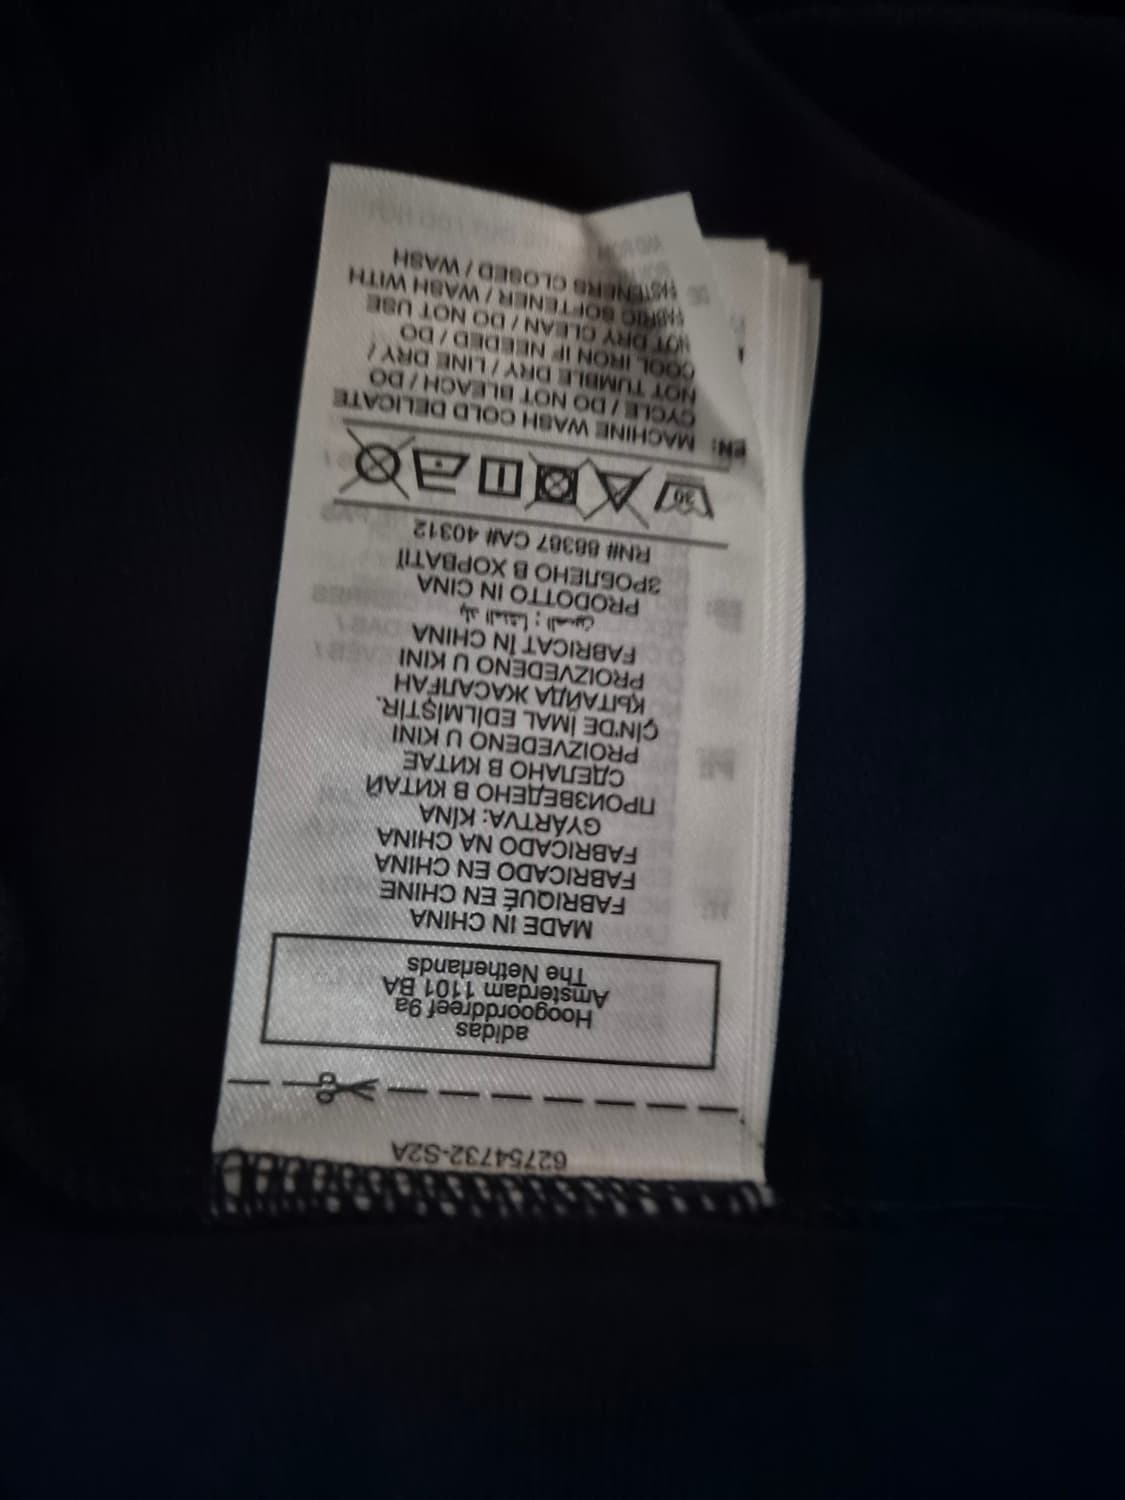 62754732-S2A
adidas
Hoogoorddreef 9a
Amsterdam 1101 BA
The Netherlands
MADE IN CHINA
FABRIQUÉ EN CHINE
FABRICADO EN CHINA
FABRICADO NA CHINA
GYÁRTVA: KÍNA
ПРОИЗВЕДЕНО В КИТАЙ
СДЕЛАНО В КИТАЕ
PROIZVEDENO U KINI
ÇİN'DE İMAL EDİLMİŞTİR.
ҚЫТАЙДА ЖАСАЛҒАН
PROIZVEDENO U KINI
FABRICAT ÎN CHINA
بلد المنشأ : الصين
PRODOTTO IN CINA
ЗРОБЛЕНО В ХОРВАТІЇ
RN# 88387 CA# 40312
30
EN: MACHINE WASH COLD DELICATE
CYCLE / DO NOT BLEACH / DO
NOT TUMBLE DRY / LINE DRY /
COOL IRON IF NEEDED / DO
NOT DRY CLEAN / DO NOT USE
FABRIC SOFTENER / WASH WITH
FASTENERS CLOSED / WASH